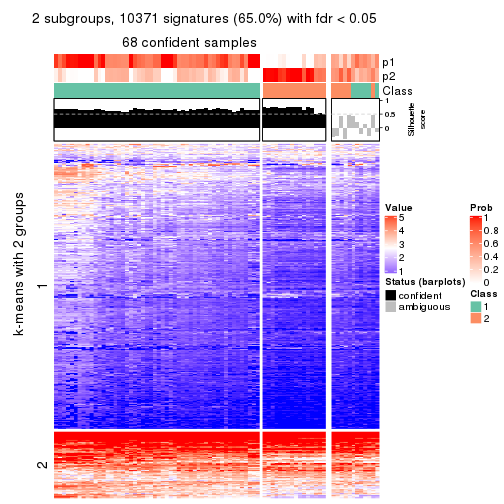 2 subgroups, 10371 signatures (65.0%) with fdr < 0.05
68 confident samples
p1
p2
Class
1
0.5
0
Silhouette
score
k-means with 2 groups
1
2
Value
5
4
3
2
1
Status (barplots)
confident
ambiguous
Prob
1
0.8
0.6
0.4
0.2
0
Class
1
2